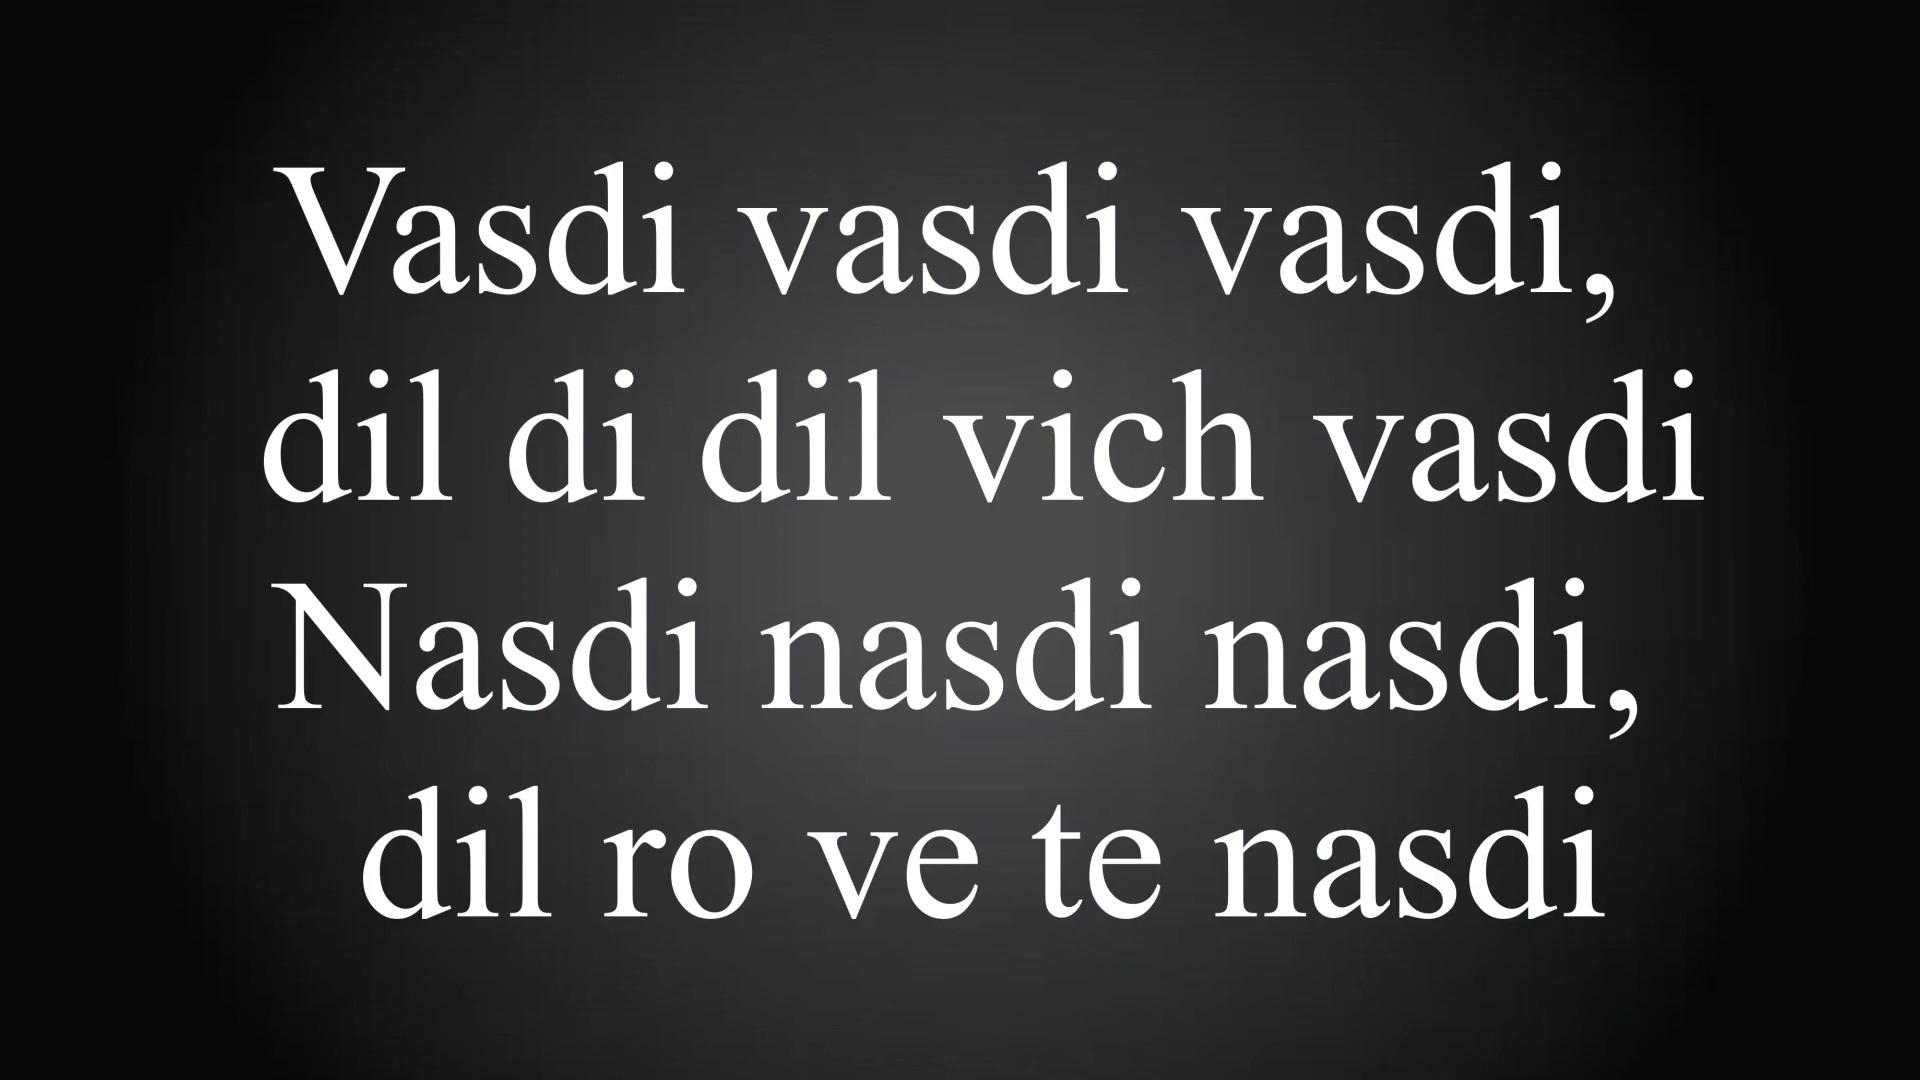 Vasdi vasdi vasdi,
dil di dil vich vasdi
Nasdi nasdi nasdi,
dil ro ve te nasdi